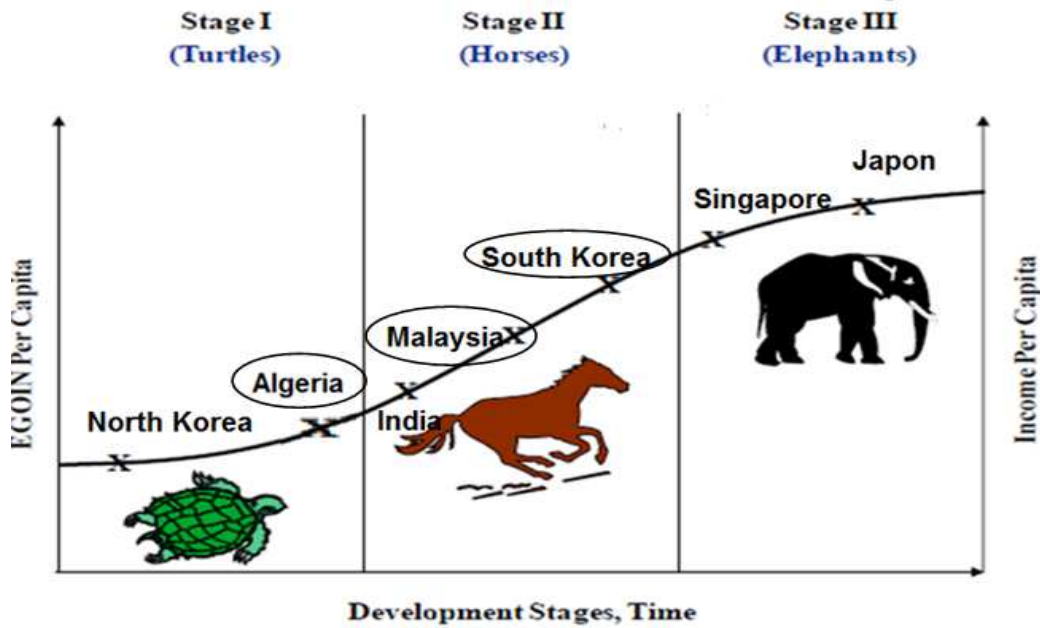 Stage I
(Turtles)
Stage II
(Horses)
Stage III
(Elephants)
Japon
Singapore
South Korea
Malaysia
Algeria
India
North Korea
EGOIN Per Capita
Income Per Capita
Development Stages, Time